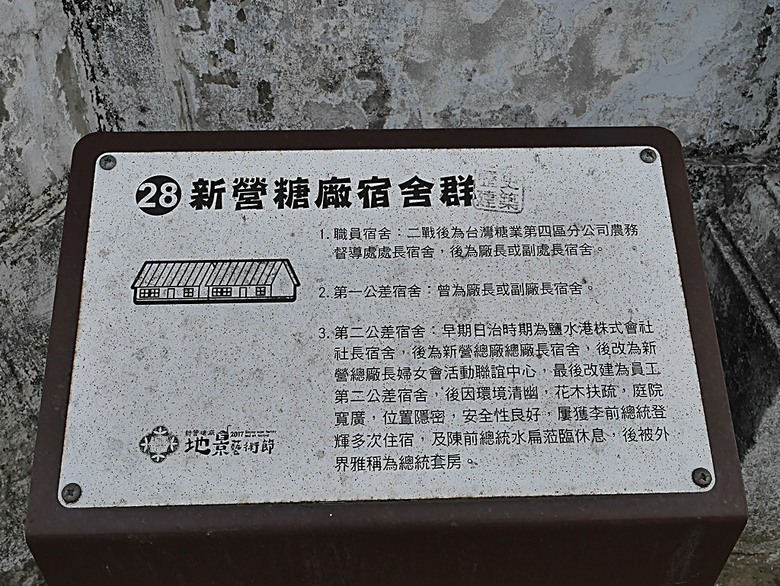 28 新營糖廠宿舍群 歷史建築
1. 職員宿舍：二戰後為台灣糖業第四區分公司農務
督導處處長宿舍，後為廠長或副處長宿舍。
2. 第一公差宿舍：曾為廠長或副廠長宿舍。
3. 第二公差宿舍：早期日治時期為鹽水港株式會社
社長宿舍，後為新營總廠總廠長宿舍，後改為新
營總廠長婦女會活動聯誼中心，最後改建為員工
第二公差宿舍，後因環境清幽，花木扶疏，庭院
寬廣，位置隱密，安全性良好，屢獲李前總統登
輝多次住宿，及陳前總統水扁蒞臨休息，後被外
界雅稱為總統套房。
新營糖廠 2017
地景藝術節